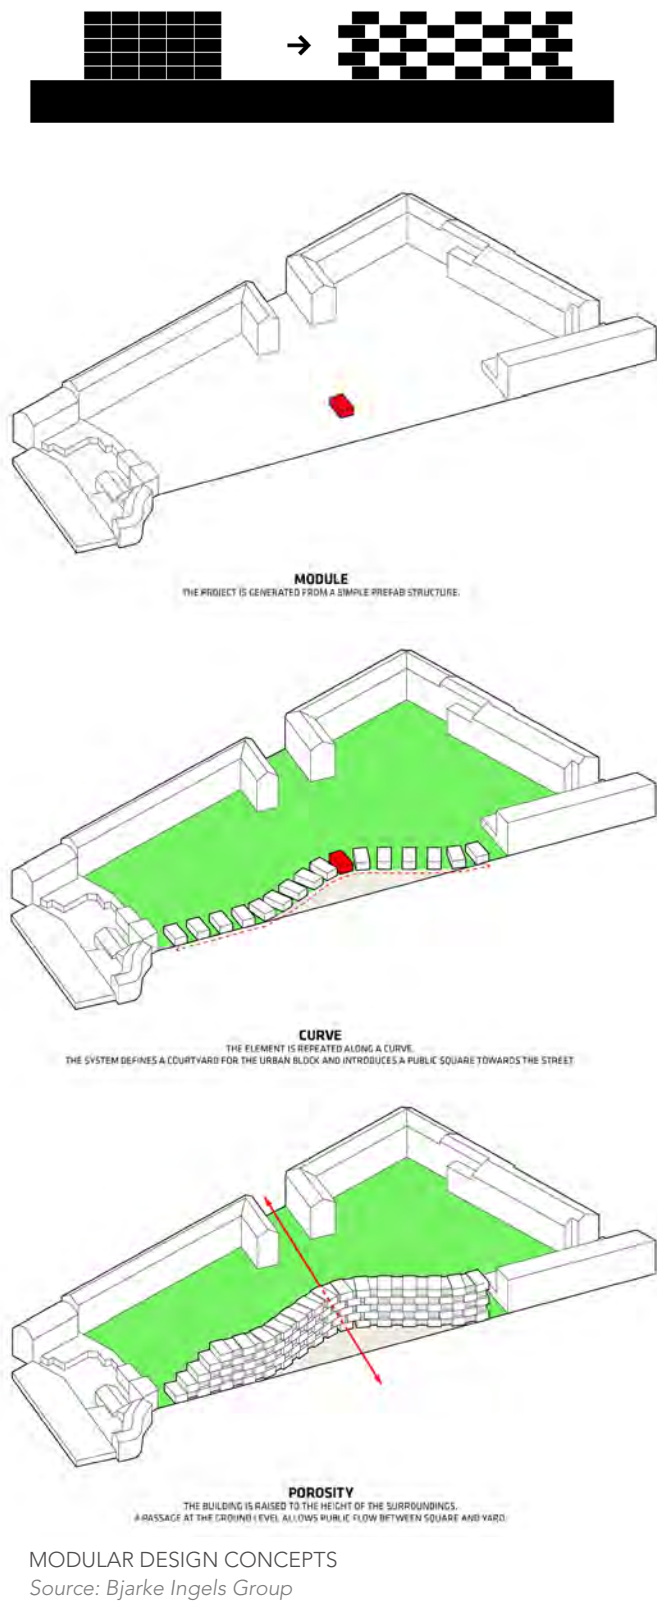 MODULE
THE PROJECT IS GENERATED FROM A SIMPLE PREFAB STRUCTURE.
CURVE
THE ELEMENT IS REPEATED ALONG A CURVE.
THE SYSTEM DEFINES A COURTYARD FOR THE URBAN BLOCK AND INTRODUCES A PUBLIC SQUARE TOWARDS THE STREET
POROSITY
THE BUILDING IS RAISED TO THE HEIGHT OF THE SURROUNDINGS.
A PASSAGE AT THE GROUND LEVEL ALLOWS PUBLIC FLOW BETWEEN SQUARE AND YARD.
MODULAR DESIGN CONCEPTS
Source: Bjarke Ingels Group